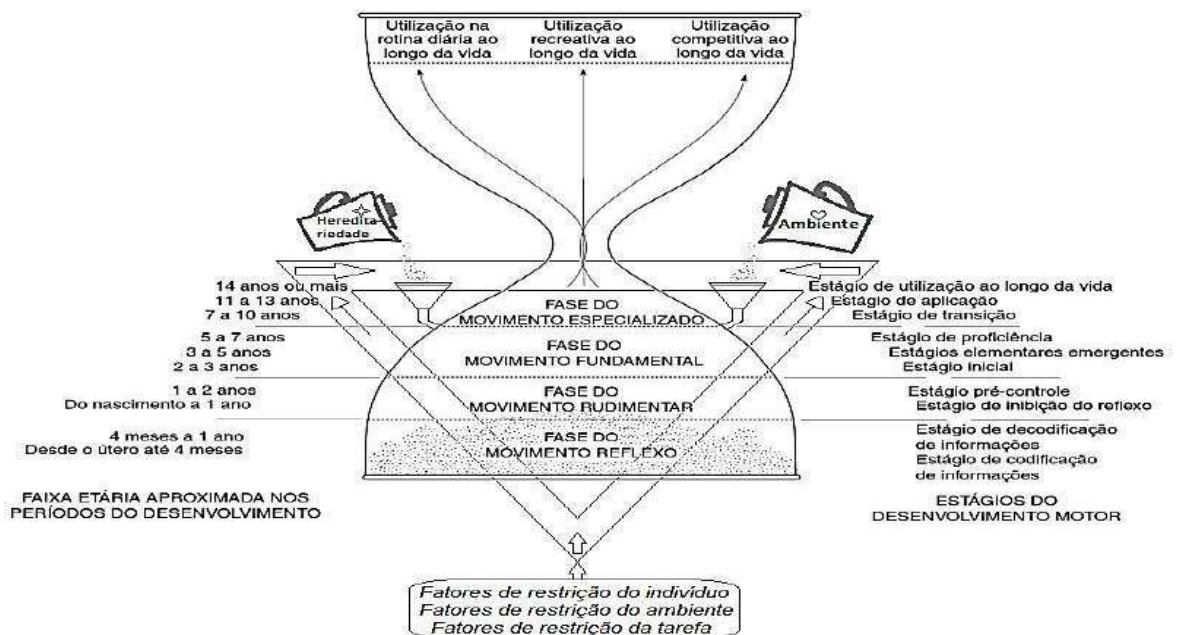 Utilização na
rotina diária ao
longo da vida
Utilização
recreativa ao
longo da vida
Utilização
competitiva ao
longo da vida
Heredita-
riedade
Ambiente
14 anos ou mais
11 a 13 anos
7 a 10 anos
FASE DO
MOVIMENTO ESPECIALIZADO
Estágio de utilização ao longo da vida
Estágio de aplicação
Estágio de transição
5 a 7 anos
3 a 5 anos
2 a 3 anos
FASE DO
MOVIMENTO FUNDAMENTAL
Estágio de proficiência
Estágios elementares emergentes
Estágio inicial
1 a 2 anos
Do nascimento a 1 ano
FASE DO
MOVIMENTO RUDIMENTAR
Estágio pré-controle
Estágio de inibição do reflexo
4 meses a 1 ano
Desde o útero até 4 meses
FASE DO
MOVIMENTO REFLEXO
Estágio de decodificação
de informações
Estágio de codificação
de informações
FAIXA ETÁRIA APROXIMADA NOS
PERÍODOS DO DESENVOLVIMENTO
ESTÁGIOS DO
DESENVOLVIMENTO MOTOR
Fatores de restrição do indivíduo
Fatores de restrição do ambiente
Fatores de restrição da tarefa